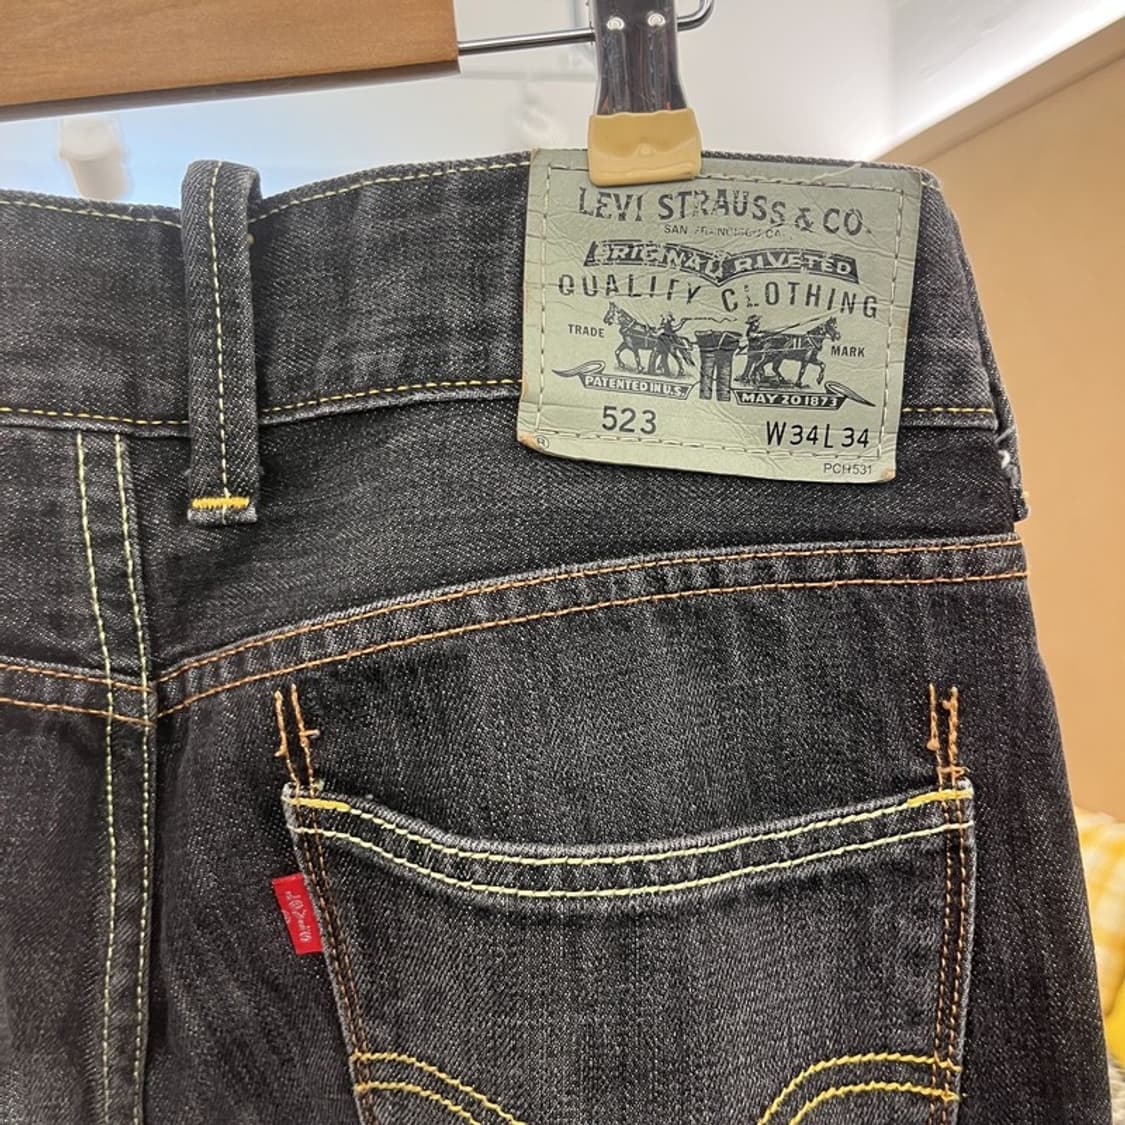 LEVI STRAUSS & CO.
SAN FRANCISCO CAL
ORIGINAL RIVETED
QUALITY CLOTHING
TRADE MARK
PATENTED IN U.S. MAY 20 1873
523 W34 L34
® PCH531
LEVI'S